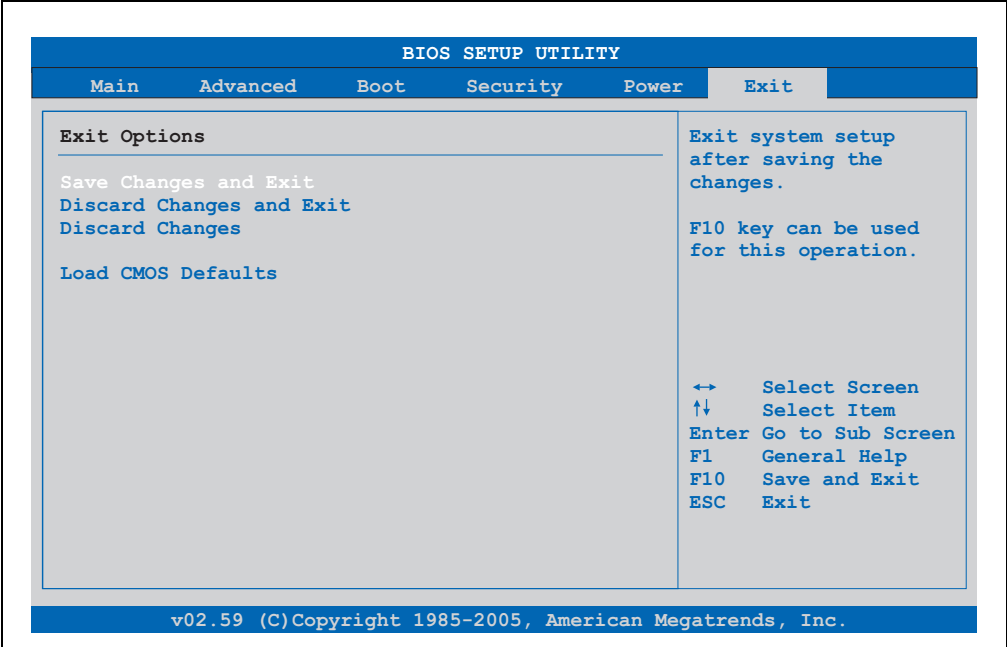 BIOS SETUP UTILITY
Main Advanced Boot Security Power Exit
Exit Options
Save Changes and Exit
Discard Changes and Exit
Discard Changes
Load CMOS Defaults
Exit system setup
after saving the
changes.
F10 key can be used
for this operation.
↔ Select Screen
↑↓ Select Item
Enter Go to Sub Screen
F1 General Help
F10 Save and Exit
ESC Exit
v02.59 (C)Copyright 1985-2005, American Megatrends, Inc.